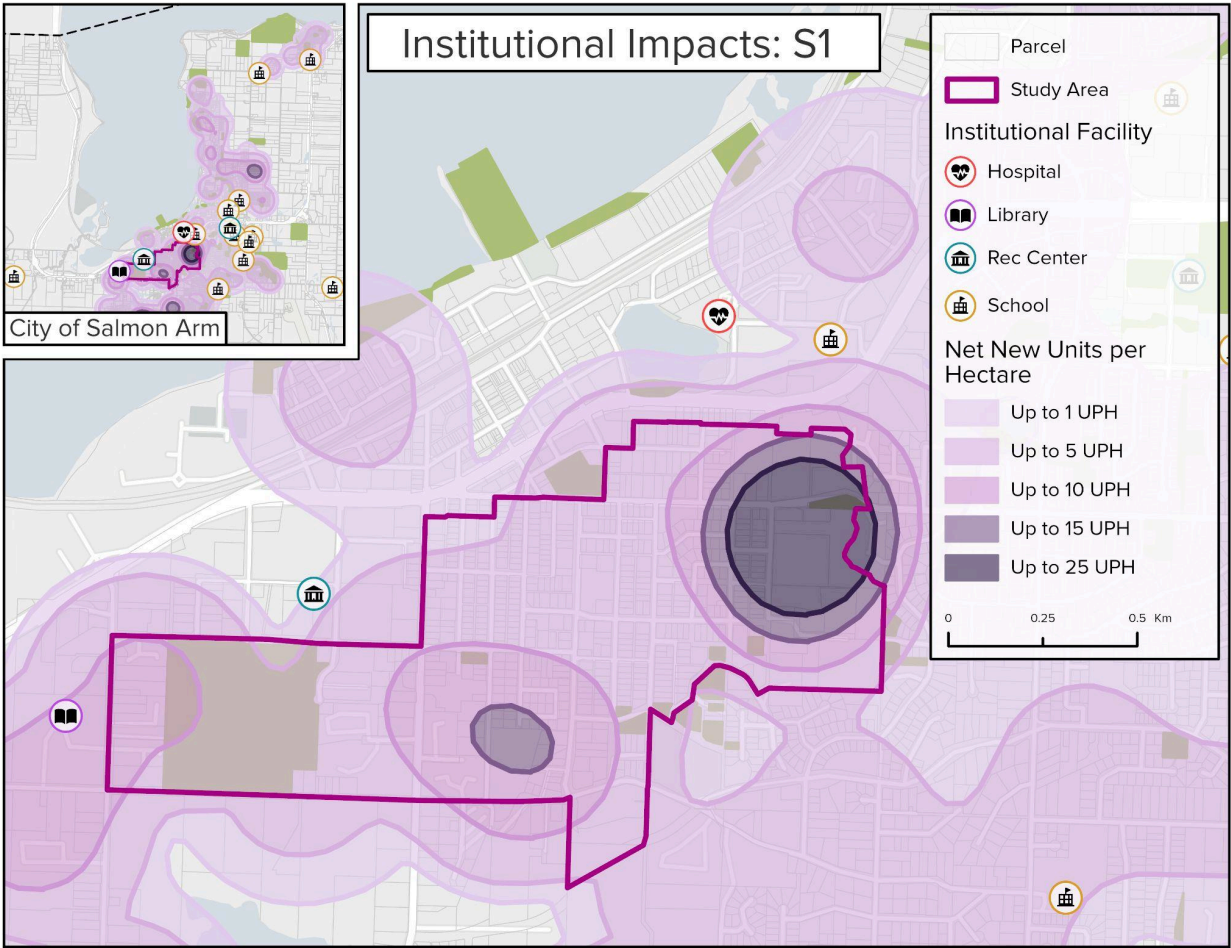 Institutional Impacts: S1
City of Salmon Arm
Parcel
Study Area
Institutional Facility
Hospital
Library
Rec Center
School
Net New Units per
Hectare
Up to 1 UPH
Up to 5 UPH
Up to 10 UPH
Up to 15 UPH
Up to 25 UPH
0 0.25 0.5 Km